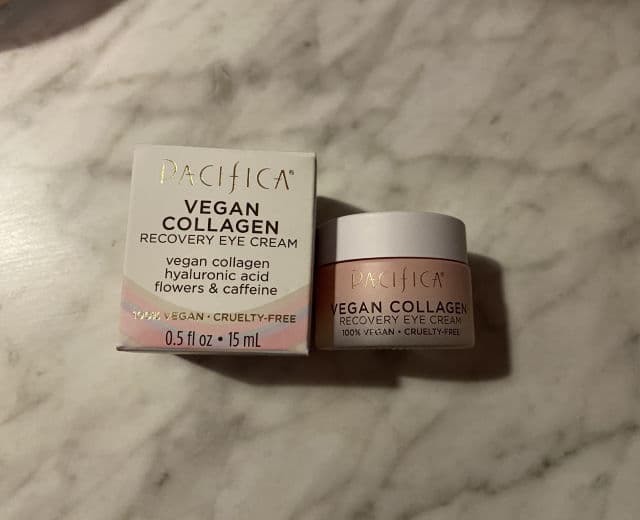 PACIFICA®
VEGAN
COLLAGEN
RECOVERY EYE CREAM
vegan collagen
hyaluronic acid
flowers & caffeine
100% VEGAN • CRUELTY-FREE
0.5 fl oz • 15 mL
PACIFICA®
VEGAN COLLAGEN
RECOVERY EYE CREAM
100% VEGAN • CRUELTY-FREE